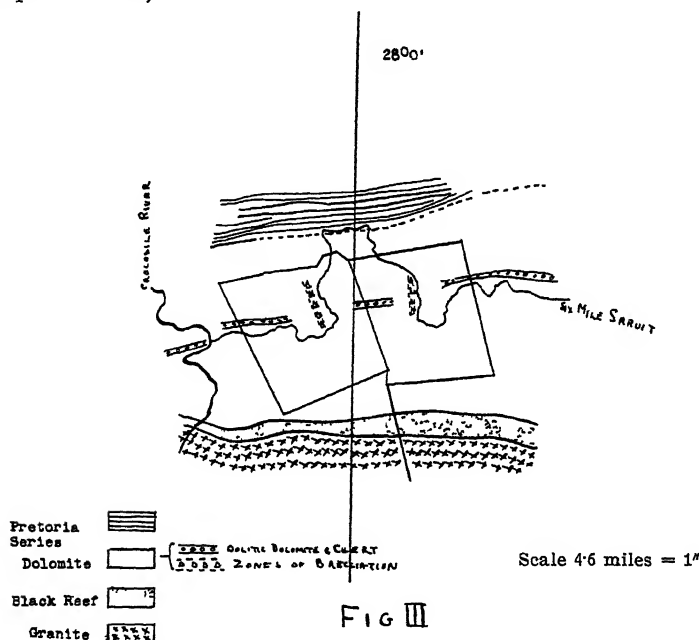 28°0'
CROCODILE RIVER
SIX MILE SPRUIT
Pretoria
Series
Dolomite
OOLITIC DOLOMITE & CHERT
ZONES OF BRECCIATION
Black Reef
Granite
Scale 4·6 miles = 1"
FIG III